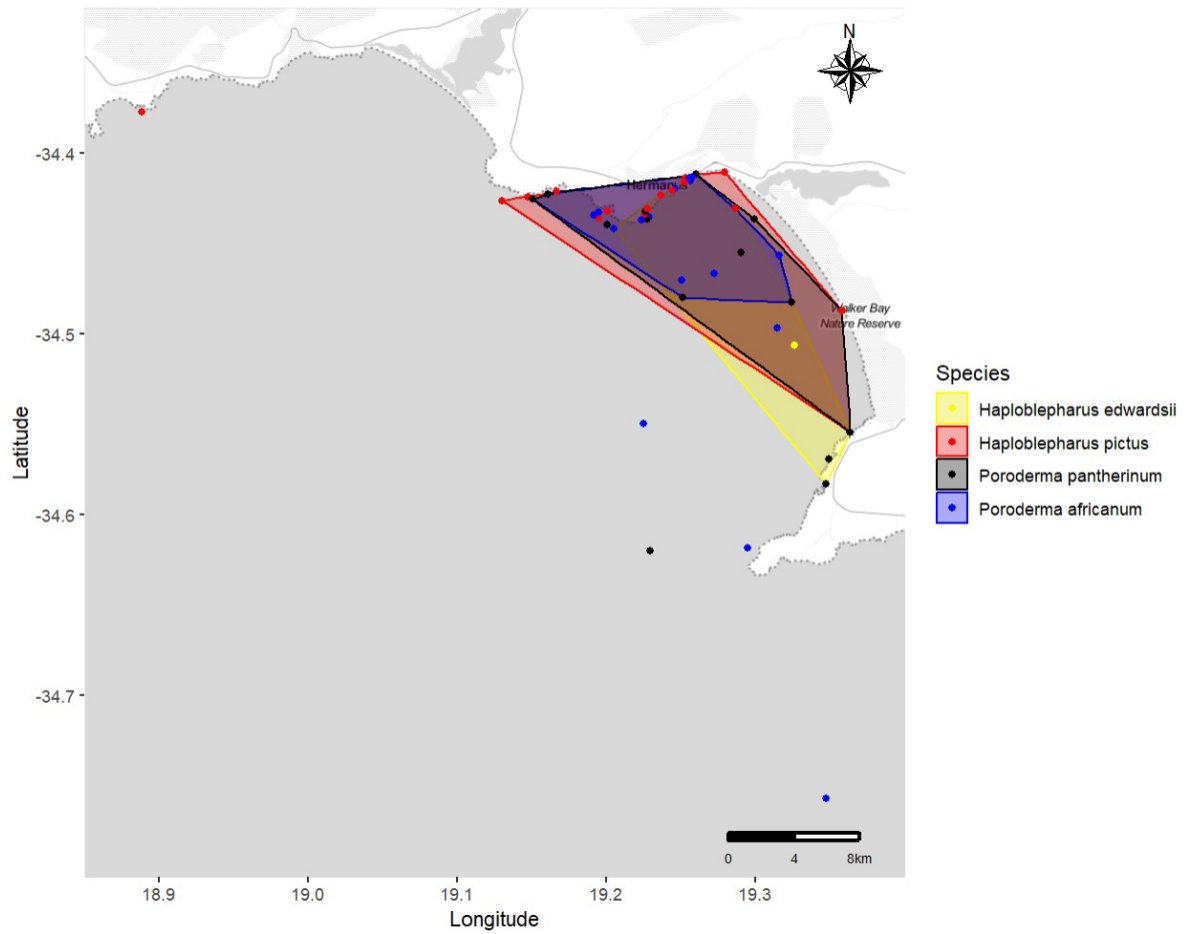 N
-34.4
Hermanus
Walker Bay
Nature Reserve
-34.5
-34.6
-34.7
Latitude
Species
Haploblepharus edwardsii
Haploblepharus pictus
Poroderma pantherinum
Poroderma africanum
0 4 8km
18.9 19.0 19.1 19.2 19.3
Longitude